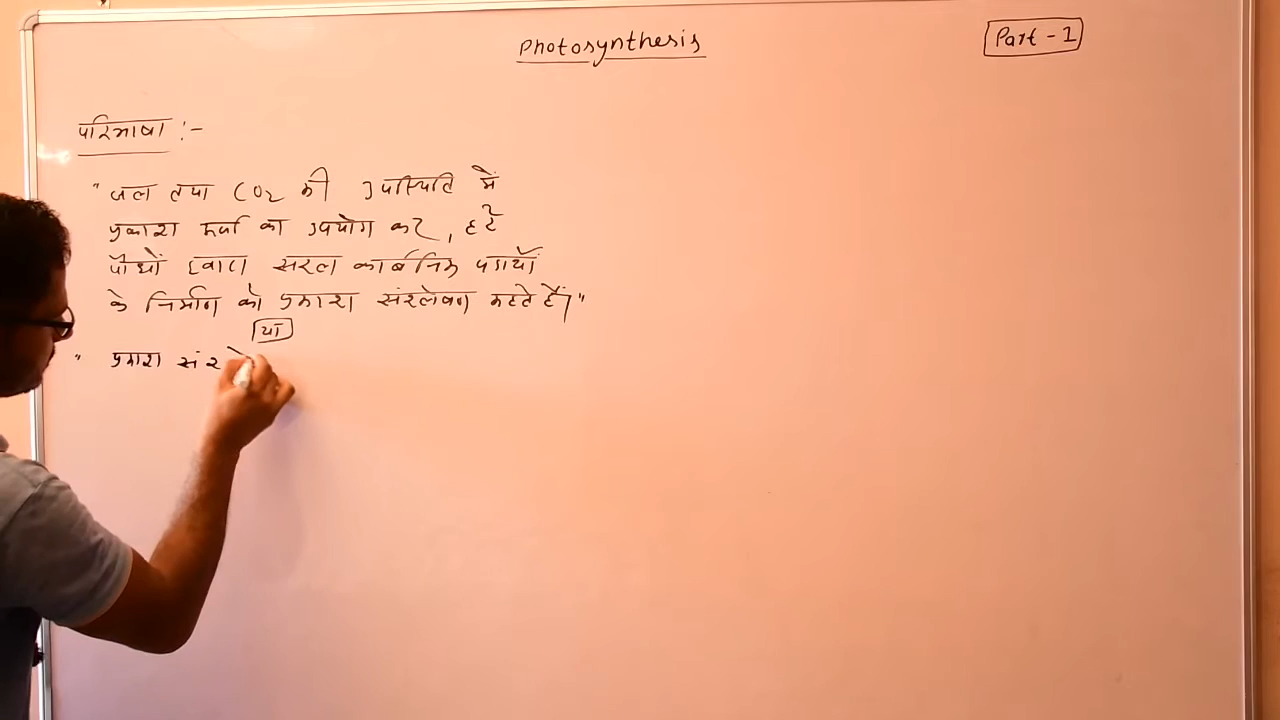 Photosynthesis
Part - 1
परिभाषा :-
"जल तथा CO2 की उपस्थिति में
प्रकाश ऊर्जा का उपयोग कर, हरे
पौधों द्वारा सरल कार्बनिक पदार्थों
के निर्माण को प्रकाश संश्लेषण कहते हैं।"
या
" प्रकाश सं